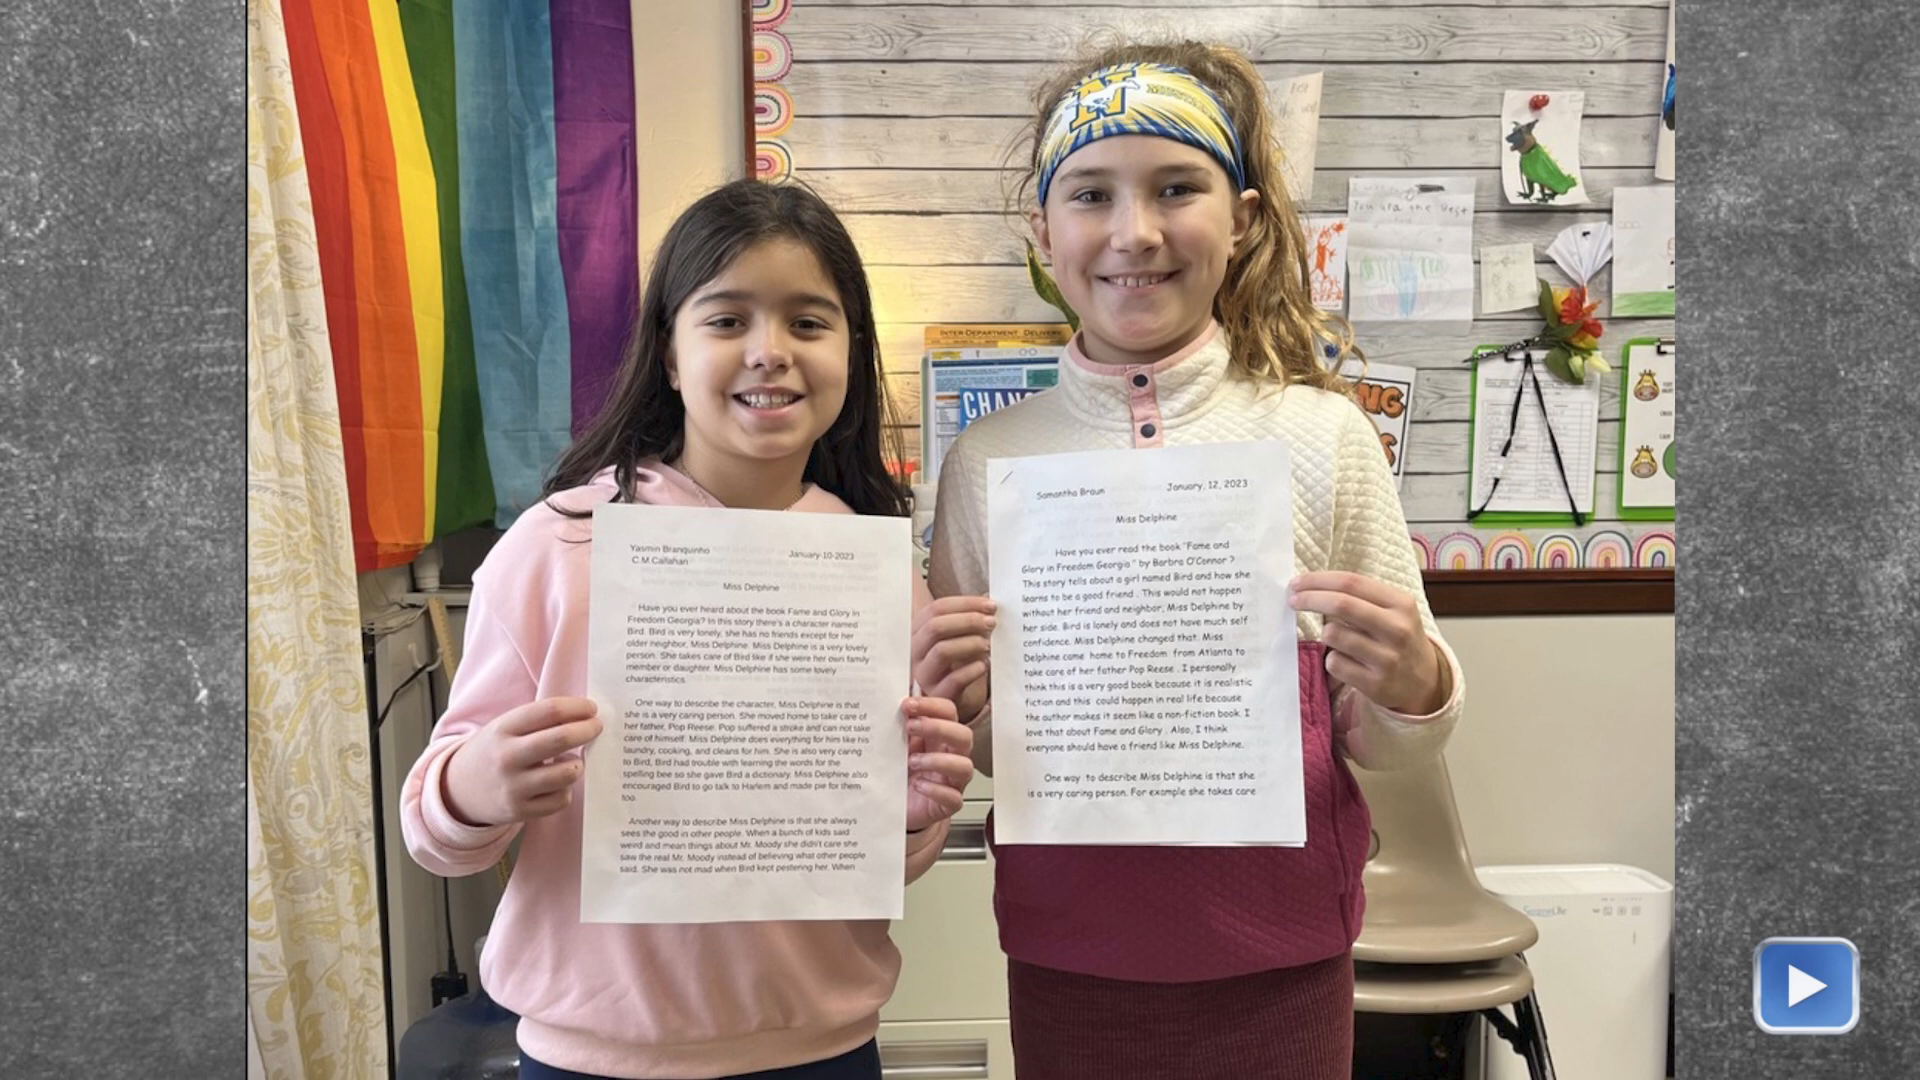 N
INTER-DEPARTMENT DELIVERY
CHAN
You are the best
NG
Yasmin Branquinho January-10-2023
C.M.Callahan
Miss Delphine
Have you ever heard about the book Fame and Glory In
Freedom Georgia? In this story there's a character named
Bird. Bird is very lonely, she has no friends except for her
older neighbor, Miss Delphine. Miss Delphine is a very lovely
person. She takes care of Bird like if she were her own family
member or daughter. Miss Delphine has some lovely
characteristics.
One way to describe the character, Miss Delphine is that
she is a very caring person. She moved home to take care of
her father, Pop Reese. Pop suffered a stroke and can not take
care of himself. Miss Delphine does everything for him like his
laundry, cooking, and cleans for him. She is also very caring
to Bird, Bird had trouble with learning the words for the
spelling bee so she gave Bird a dictionary. Miss Delphine also
encouraged Bird to go talk to Harlem and made pie for them
too.
Another way to describe Miss Delphine is that she always
sees the good in other people. When a bunch of kids said
weird and mean things about Mr. Moody she didn't care she
saw the real Mr. Moody instead of believing what other people
said. She was not mad when Bird kept pestering her. When
Samantha Braun January, 12, 2023
Miss Delphine
Have you ever read the book "Fame and
Glory in Freedom Georgia " by Barbra O'Connor ?
This story tells about a girl named Bird and how she
learns to be a good friend . This would not happen
without her friend and neighbor, Miss Delphine by
her side. Bird is lonely and does not have much self
confidence. Miss Delphine changed that. Miss
Delphine came home to Freedom from Atlanta to
take care of her father Pop Reese . I personally
think this is a very good book because it is realistic
fiction and this could happen in real life because
the author makes it seem like a non-fiction book. I
love that about Fame and Glory . Also, I think
everyone should have a friend like Miss Delphine.
One way to describe Miss Delphine is that she
is a very caring person. For example she takes care